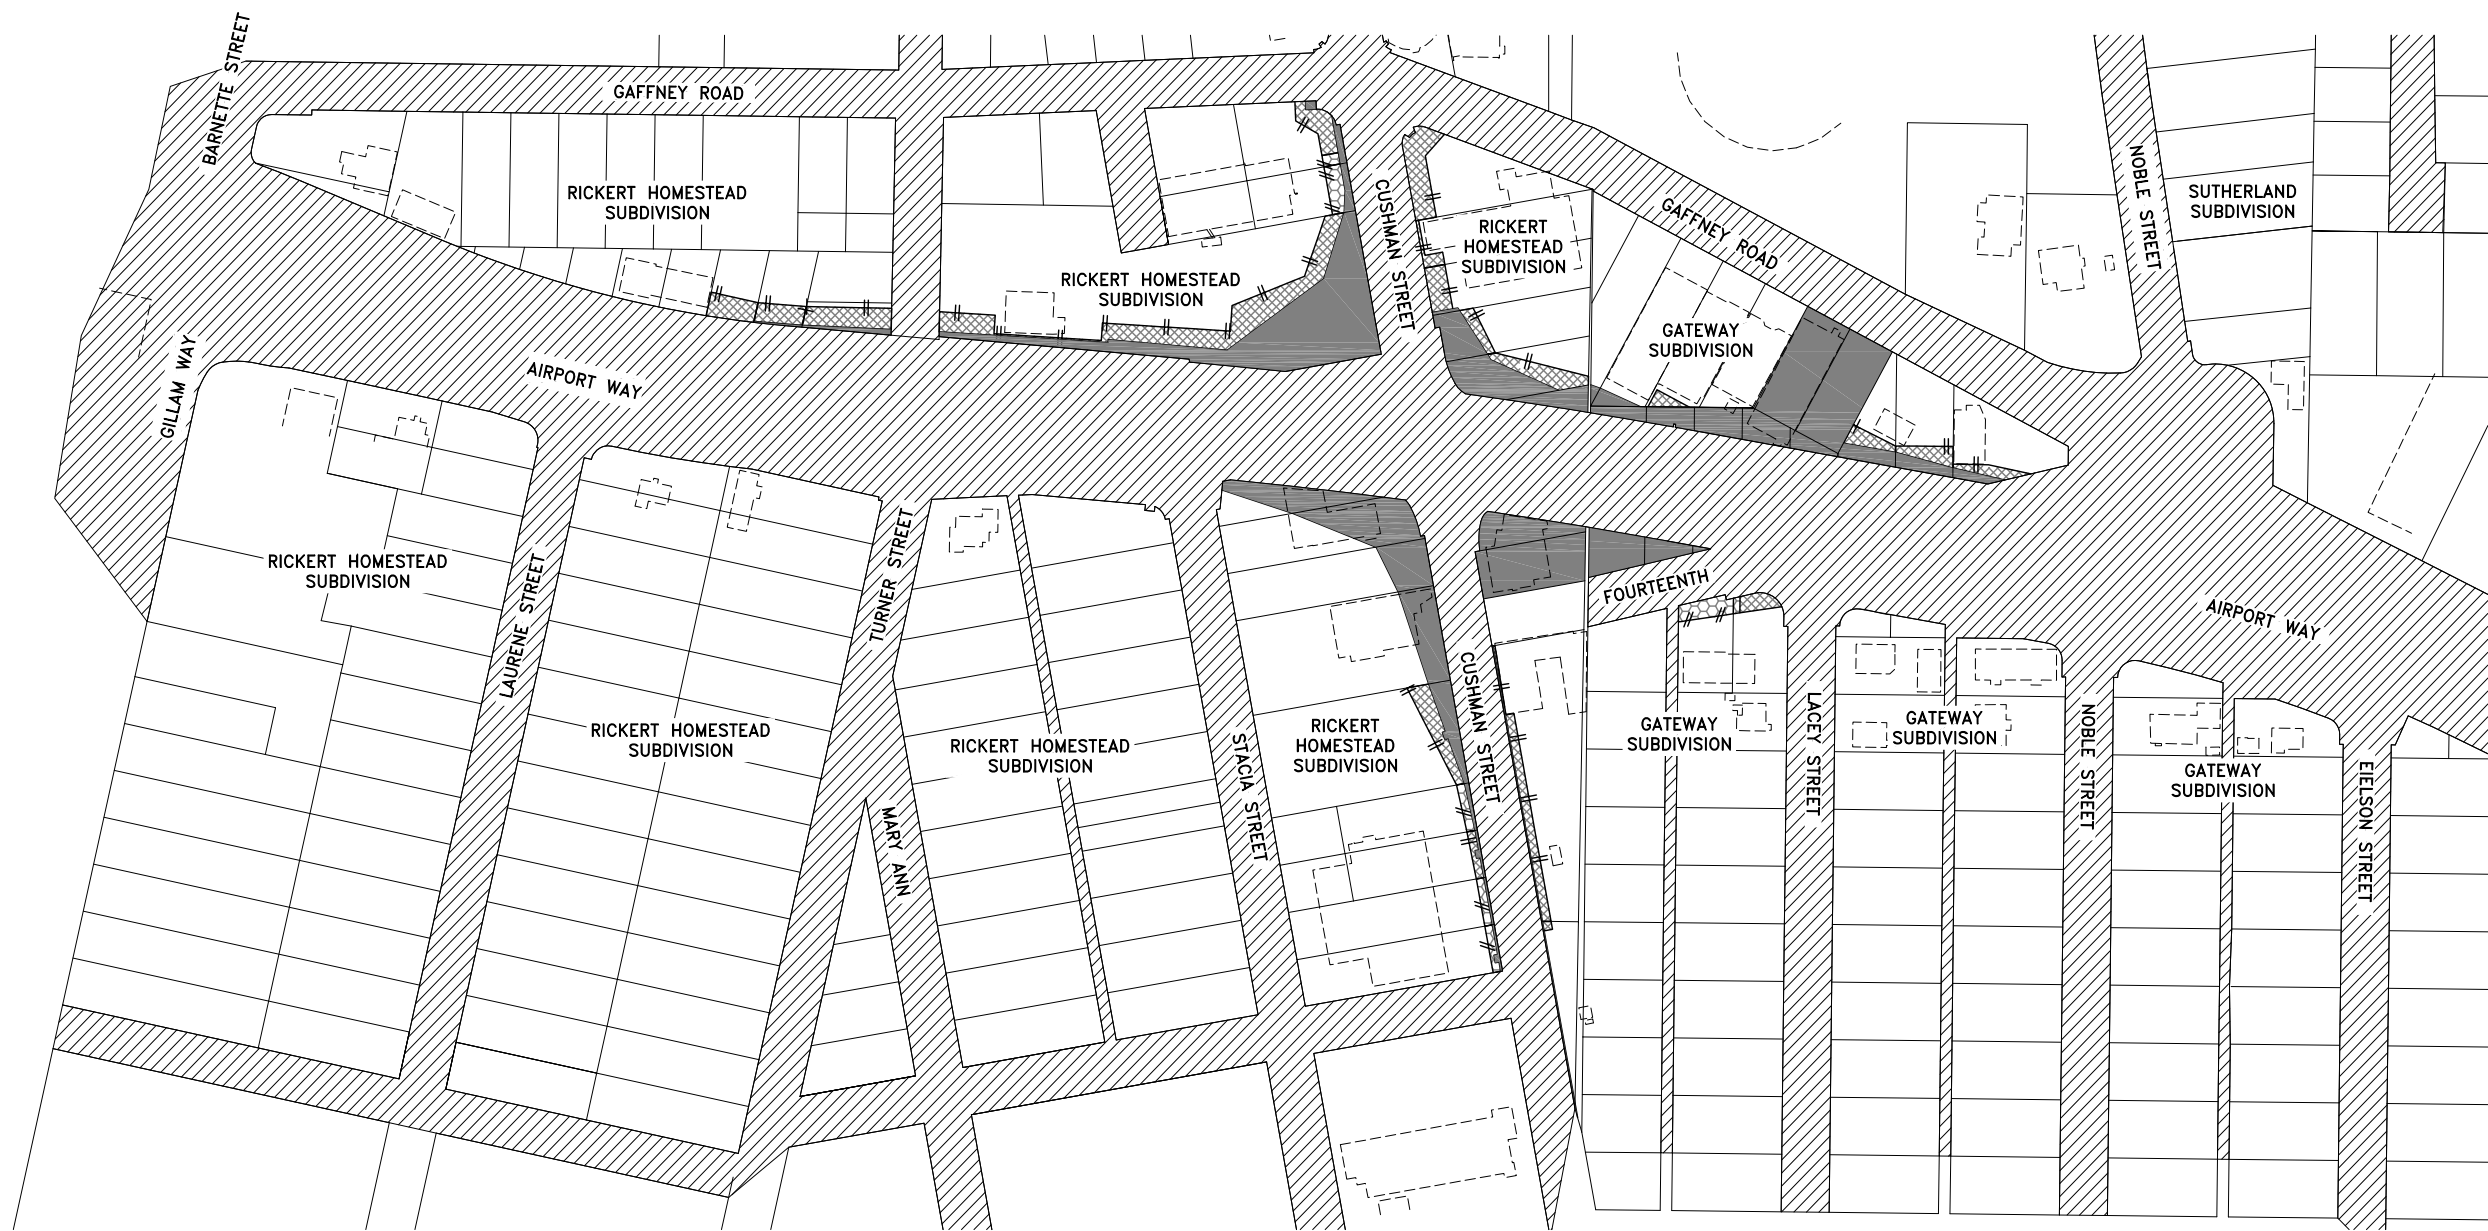 BARNETTE STREET
GAFFNEY ROAD
RICKERT HOMESTEAD
SUBDIVISION
RICKERT HOMESTEAD
SUBDIVISION
CUSHMAN STREET
RICKERT
HOMESTEAD
SUBDIVISION
GAFFNEY ROAD
GATEWAY
SUBDIVISION
NOBLE STREET
SUTHERLAND
SUBDIVISION
GILLAM WAY
AIRPORT WAY
RICKERT HOMESTEAD
SUBDIVISION
LAURENE STREET
RICKERT HOMESTEAD
SUBDIVISION
TURNER STREET
MARY ANN
RICKERT HOMESTEAD
SUBDIVISION
STACIA STREET
RICKERT
HOMESTEAD
SUBDIVISION
CUSHMAN STREET
FOURTEENTH
GATEWAY
SUBDIVISION
LACEY STREET
GATEWAY
SUBDIVISION
NOBLE STREET
AIRPORT WAY
GATEWAY
SUBDIVISION
EIELSON STREET